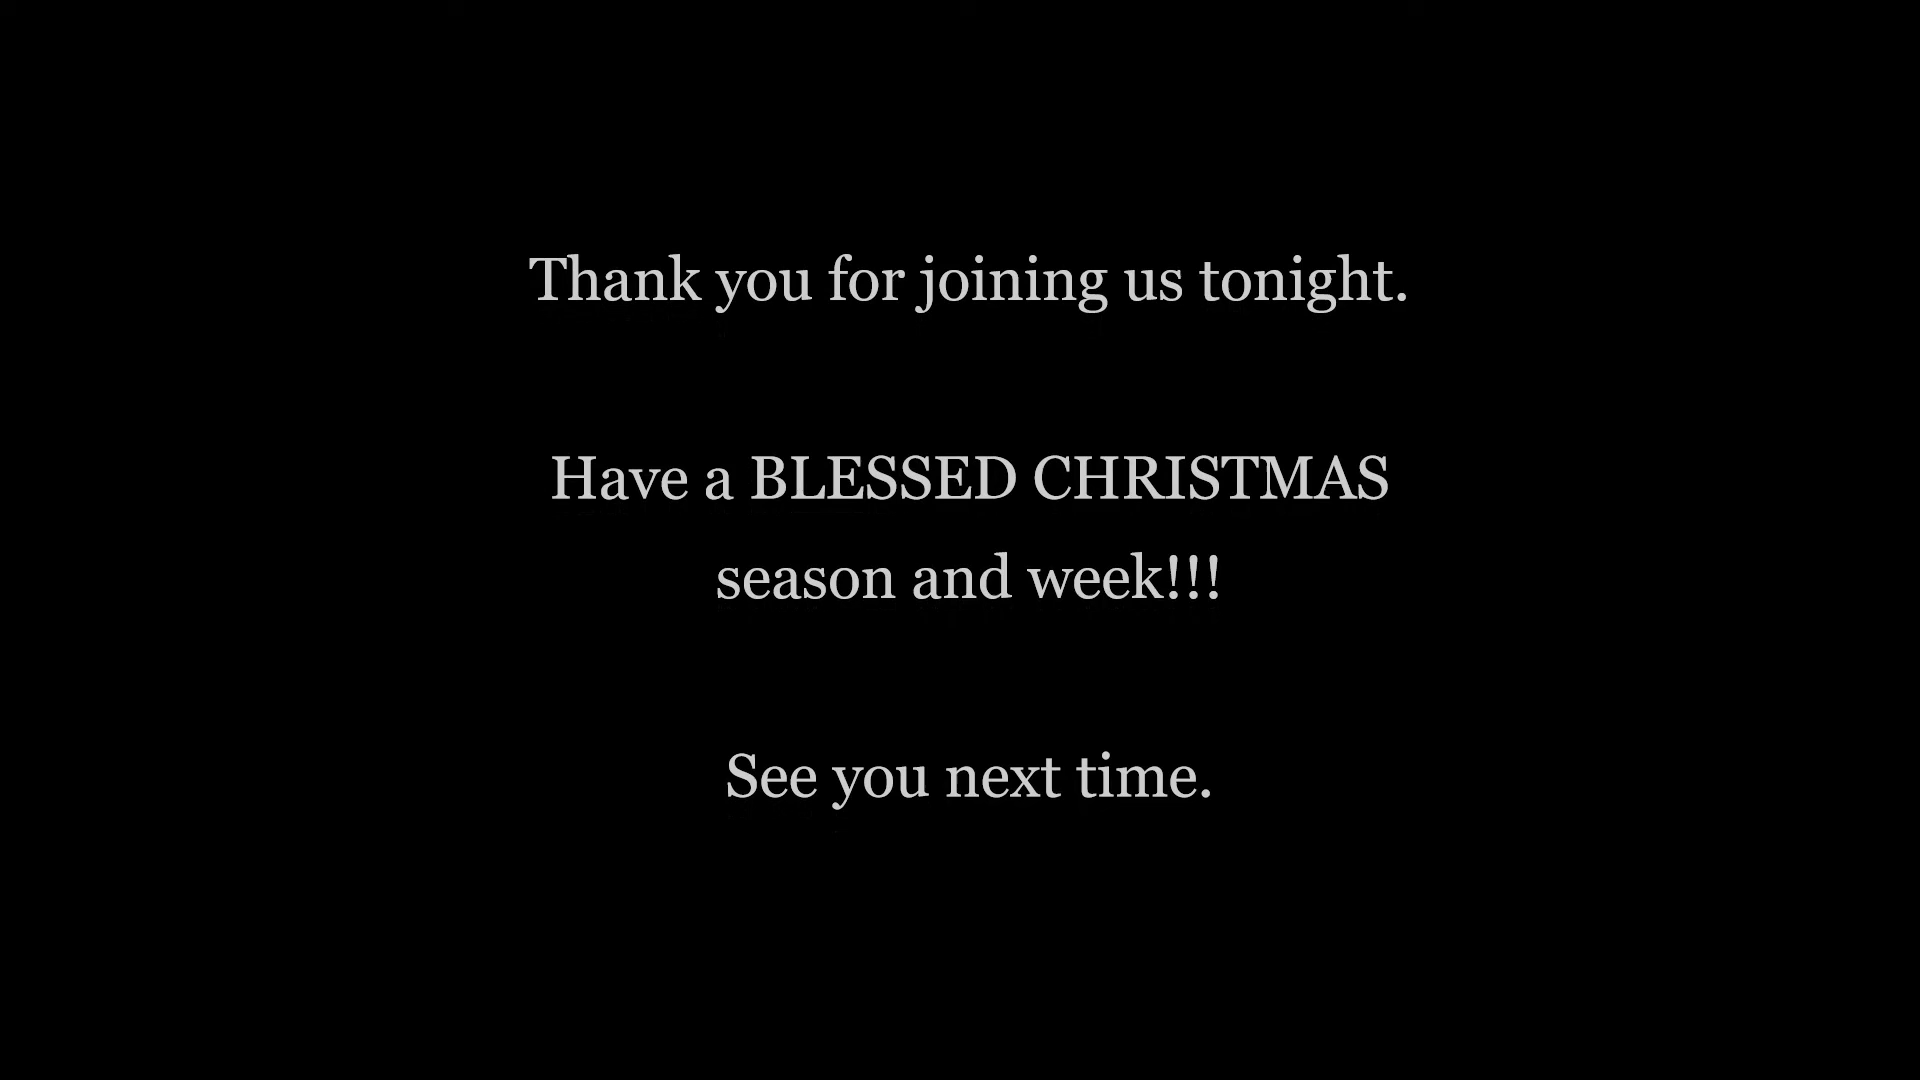 Thank you for joining us tonight.
Have a BLESSED CHRISTMAS
season and week!!!
See you next time.